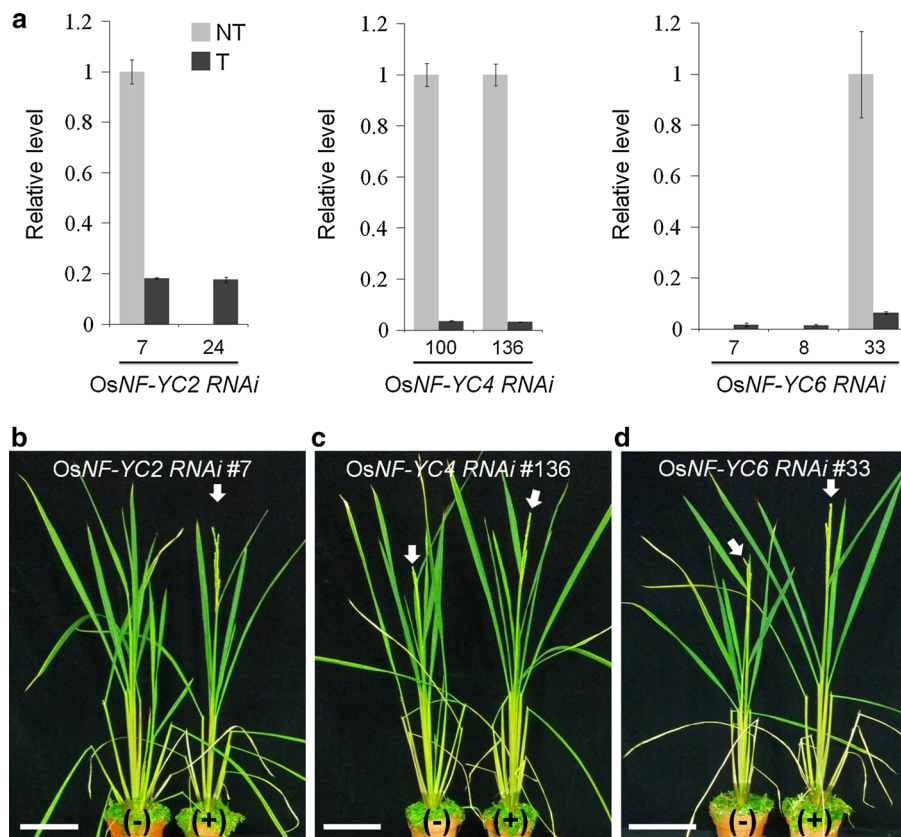 a
1.2
1
0.8
0.6
0.4
0.2
0
Relative level
NT
T
7 24
OsNF-YC2 RNAi
1.2
1
0.8
0.6
0.4
0.2
0
Relative level
100 136
OsNF-YC4 RNAi
1.2
1
0.8
0.6
0.4
0.2
0
Relative level
7 8 33
OsNF-YC6 RNAi
b
OsNF-YC2 RNAi #7
(-) (+)
c
OsNF-YC4 RNAi #136
(-) (+)
d
OsNF-YC6 RNAi #33
(-) (+)